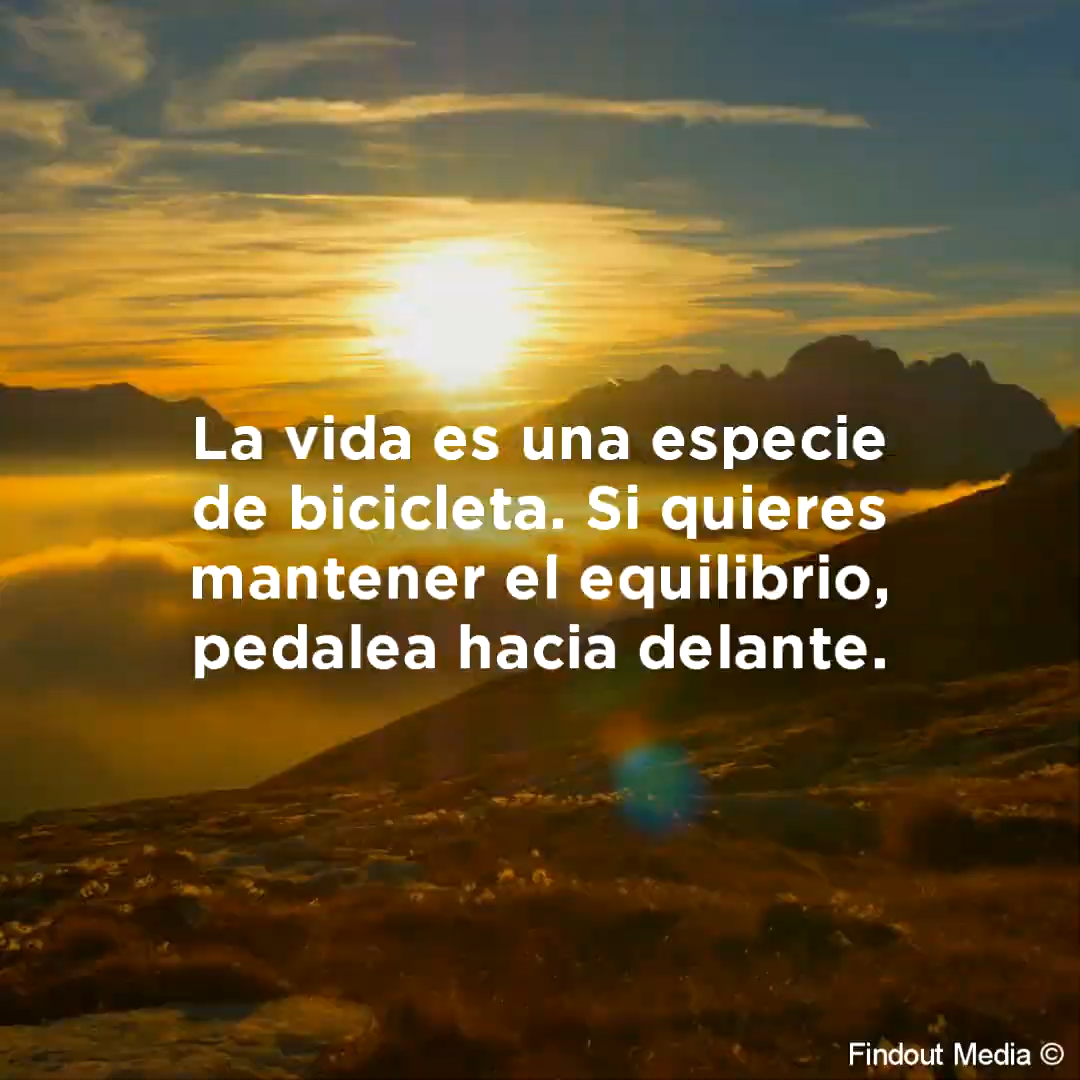 La vida es una especie
de bicicleta. Si quieres
mantener el equilibrio,
pedalea hacia delante.
Findout Media ©